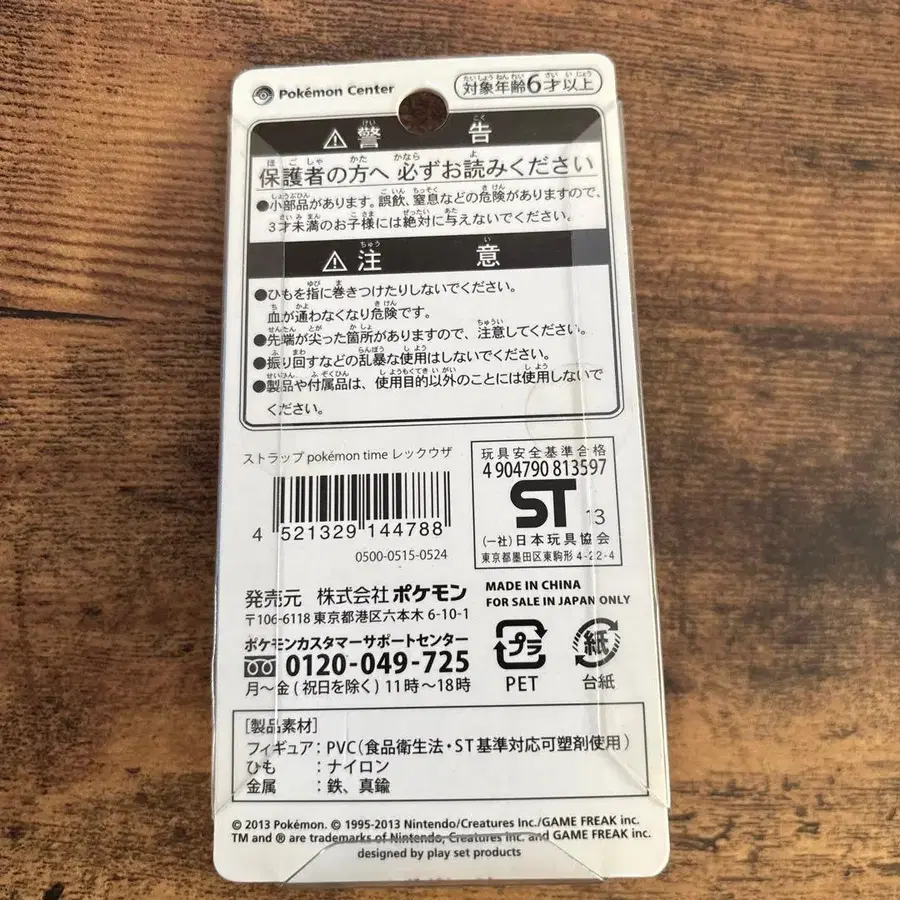 Pokémon Center
対象年齢6才以上
警告
保護者の方へ 必ずお読みください
●小部品があります。誤飲、窒息などの危険がありますので、
3才未満のお子様には絶対に与えないでください。
注意
●ひもを指に巻きつけたりしないでください。
血が通わなくなり危険です。
●先端が尖った箇所がありますので、注意してください。
●振り回すなどの乱暴な使用はしないでください。
●製品や付属品は、使用目的以外のことには使用しないで
ください。
ストラップ pokémon time レックウザ
4 521329 144788
0500-0515-0524
玩具安全基準合格
4 904790 813597
ST 13
(一社)日本玩具協会
東京都墨田区東駒形 4-22-4
発売元 株式会社ポケモン
〒106-6118 東京都港区六本木 6-10-1
ポケモンカスタマーサポートセンター
0120-049-725
月〜金(祝日を除く)11時〜18時
MADE IN CHINA
FOR SALE IN JAPAN ONLY
プラ
PET
紙
台紙
[製品素材]
フィギュア:PVC(食品衛生法・ST基準対応可塑剤使用)
ひも :ナイロン
金属 :鉄、真鍮
© 2013 Pokémon. © 1995-2013 Nintendo/Creatures Inc./GAME FREAK inc.
TM and ® are trademarks of Nintendo, Creatures Inc. and GAME FREAK inc.
designed by play set products